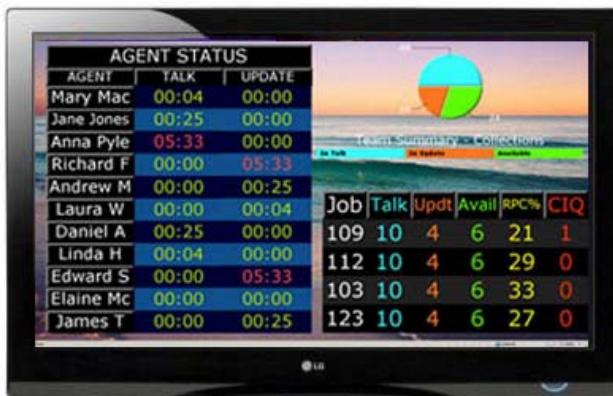 AGENT STATUS
AGENT TALK UPDATE
Mary Mac 00:04 00:00
Jane Jones 00:25 00:00
Anna Pyle 05:33 00:00
Richard F 00:00 05:33
Andrew M 00:00 00:25
Laura W 00:00 00:04
Daniel A 00:25 00:00
Linda H 00:04 00:00
Edward S 00:00 05:33
Elaine Mc 00:00 00:00
James T 00:00 00:25
Team Summary - Collections
In Talk In Update Available
Job Talk Updt Avail RPC% CIQ
109 10 4 6 21 1
112 10 4 6 29 0
103 10 4 6 33 0
123 10 4 6 27 0
LG